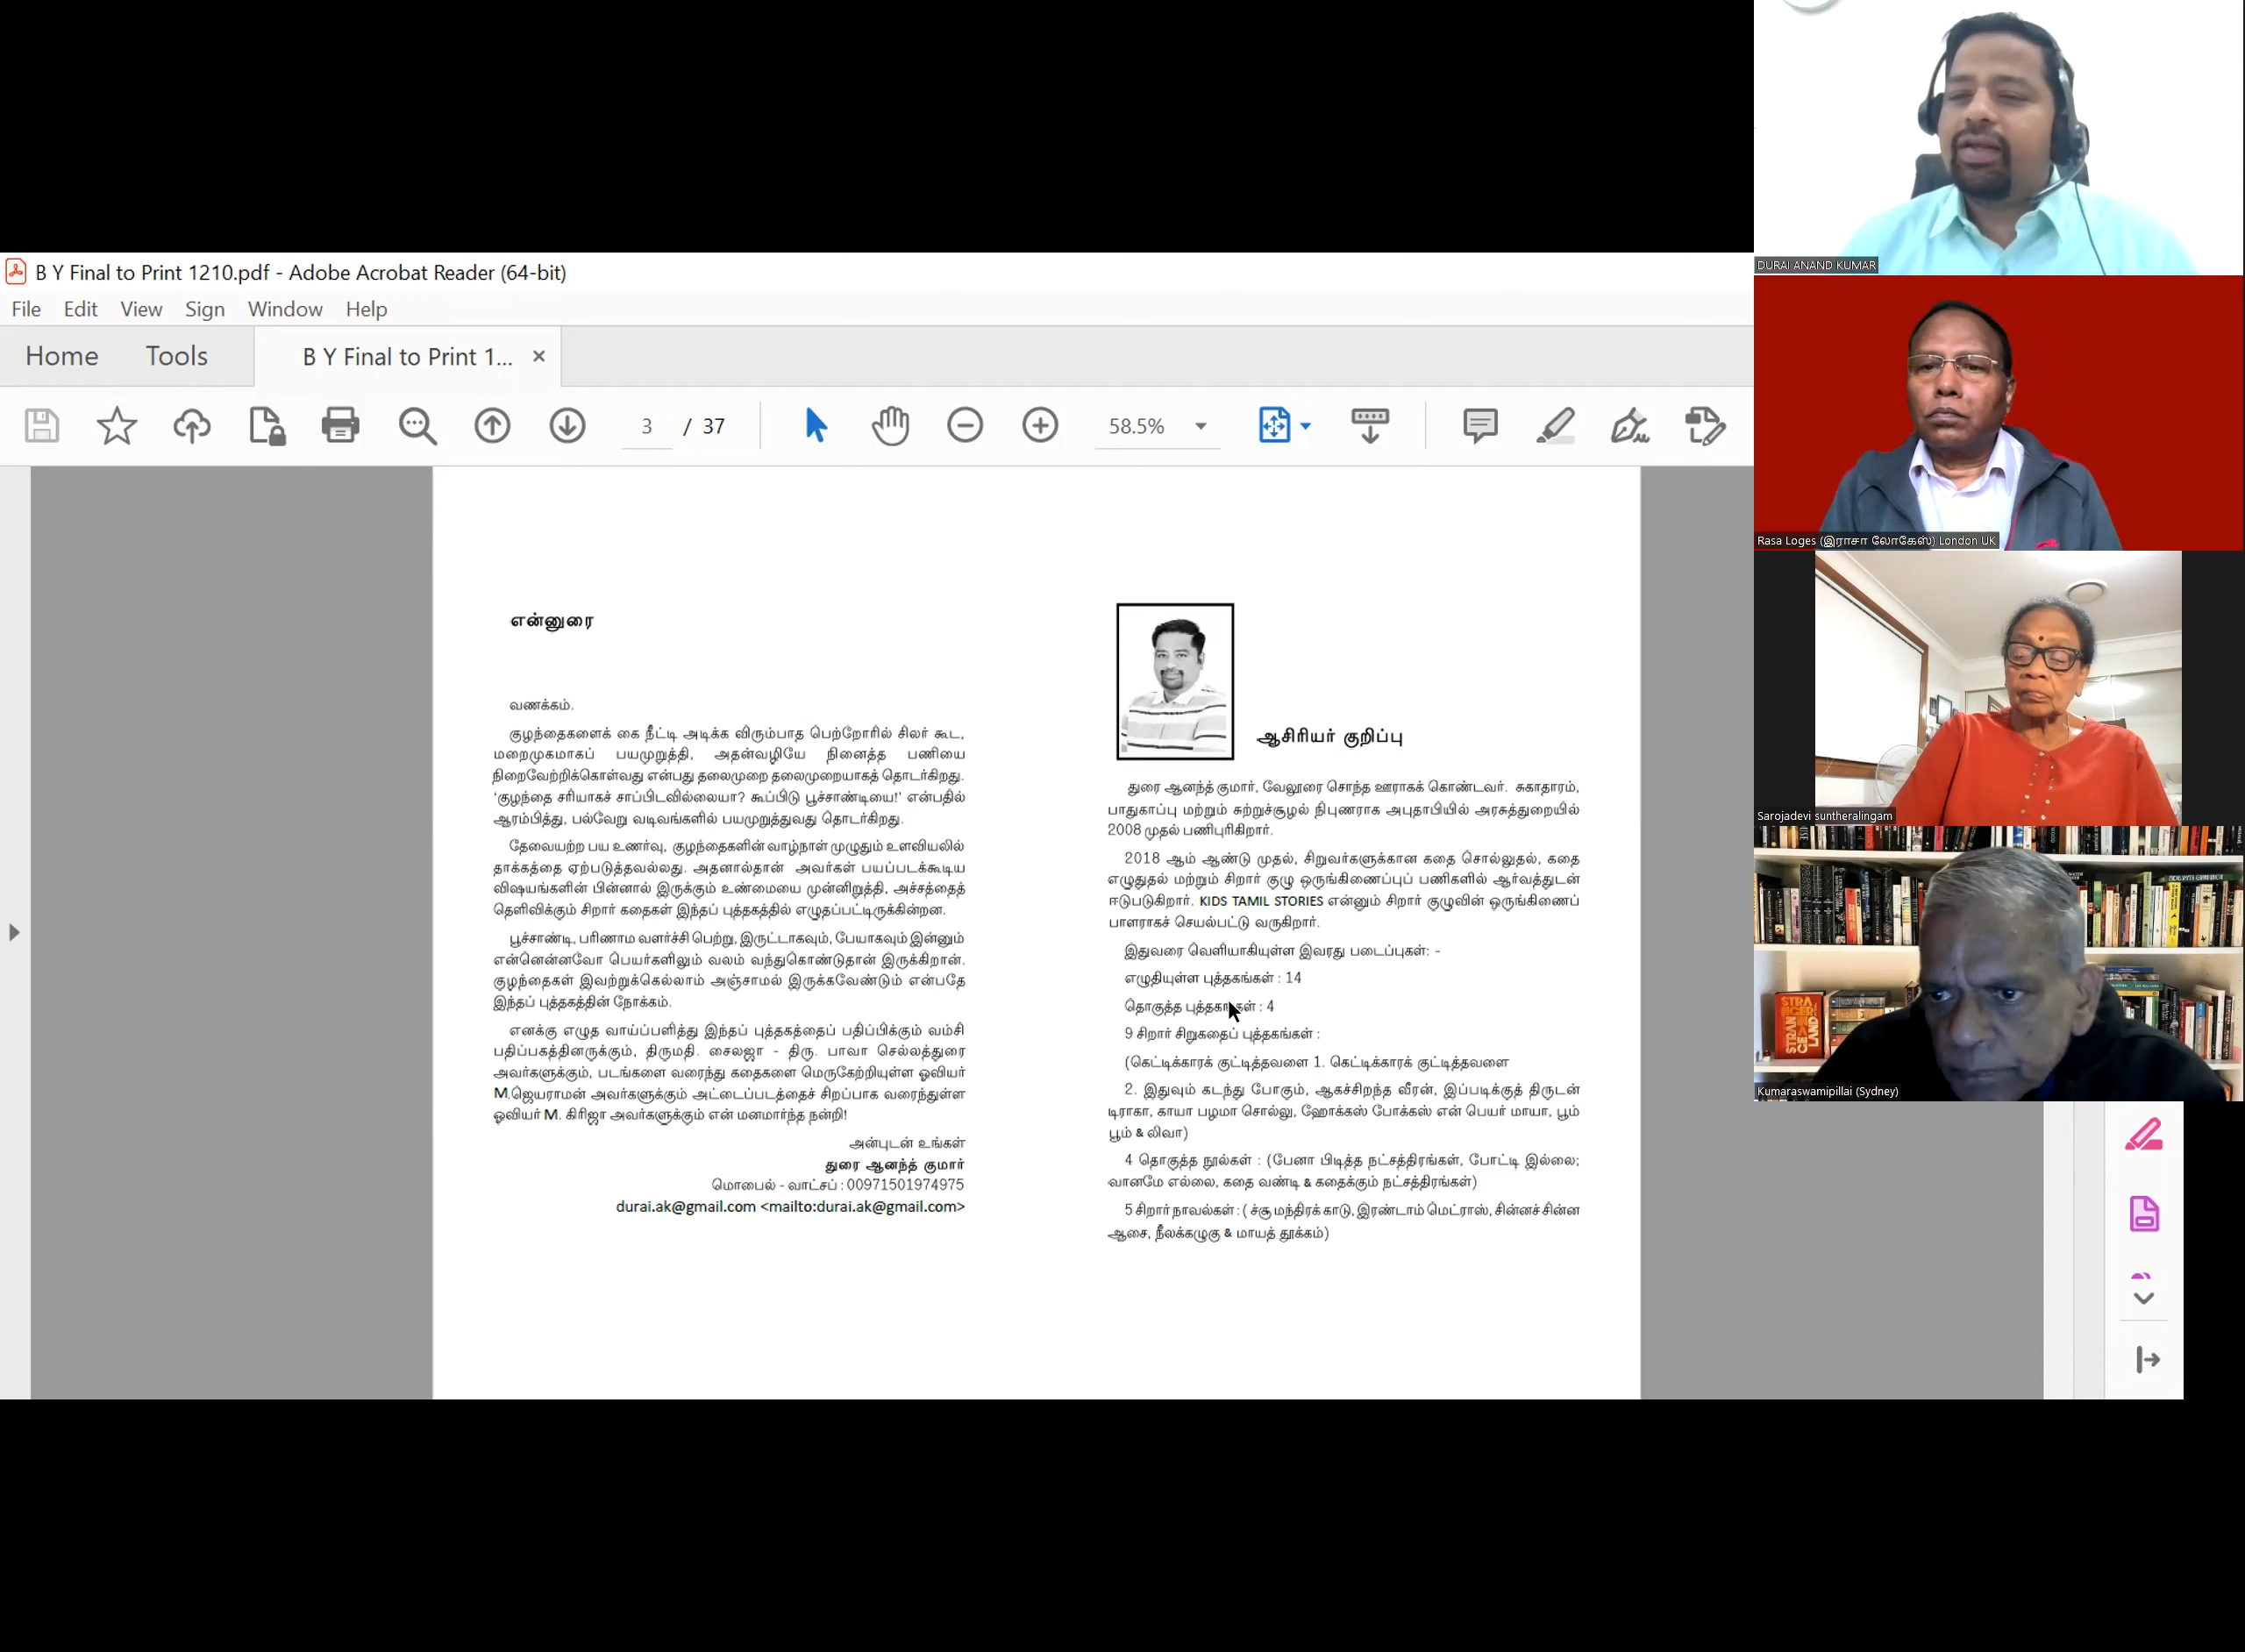 B Y Final to Print 1210.pdf - Adobe Acrobat Reader (64-bit)
File Edit View Sign Window Help
Home Tools B Y Final to Print 1... ×
3 / 37 58.5%
என்னுரை
வணக்கம்.
குழந்தைகளைக் கை நீட்டி அடிக்க விரும்பாத பெற்றோரில் சிலர் கூட,
மறைமுகமாகப் பயமுறுத்தி, அதன்வழியே நினைத்த பணியை
நிறைவேற்றிக்கொள்வது என்பது தலைமுறை தலைமுறையாகத் தொடர்கிறது.
'குழந்தை சரியாகச் சாப்பிடவில்லையா? கூப்பிடு பூச்சாண்டியை!' என்பதில்
ஆரம்பித்து, பல்வேறு வடிவங்களில் பயமுறுத்துவது தொடர்கிறது.
தேவையற்ற பய உணர்வு, குழந்தைகளின் வாழ்நாள் முழுதும் உளவியலில்
தாக்கத்தை ஏற்படுத்தவல்லது. அதனால்தான் அவர்கள் பயப்படக்கூடிய
விஷயங்களின் பின்னால் இருக்கும் உண்மையை முன்னிறுத்தி, அச்சத்தைத்
தெளிவிக்கும் சிறார் கதைகள் இந்தப் புத்தகத்தில் எழுதப்பட்டிருக்கின்றன.
பூச்சாண்டி, பரிணாம வளர்ச்சி பெற்று, இருட்டாகவும், பேயாகவும் இன்னும்
என்னென்னவோ பெயர்களிலும் வலம் வந்துகொண்டுதான் இருக்கிறான்.
குழந்தைகள் இவற்றுக்கெல்லாம் அஞ்சாமல் இருக்கவேண்டும் என்பதே
இந்தப் புத்தகத்தின் நோக்கம்.
எனக்கு எழுத வாய்ப்பளித்து இந்தப் புத்தகத்தைப் பதிப்பிக்கும் வம்சி
பதிப்பகத்தினருக்கும், திருமதி. சைலஜா - திரு. பாவா செல்லத்துரை
அவர்களுக்கும், படங்களை வரைந்து கதைகளை மெருகேற்றியுள்ள ஓவியர்
M.ஜெயராமன் அவர்களுக்கும் அட்டைப்படத்தைச் சிறப்பாக வரைந்துள்ள
ஓவியர் M. கிரிஜா அவர்களுக்கும் என் மனமார்ந்த நன்றி!
அன்புடன் உங்கள்
துரை ஆனந்த் குமார்
மொபைல் - வாட்சப் : 00971501974975
durai.ak@gmail.com <mailto:durai.ak@gmail.com>
ஆசிரியர் குறிப்பு
துரை ஆனந்த் குமார், வேலூரை சொந்த ஊராகக் கொண்டவர். சுகாதாரம்,
பாதுகாப்பு மற்றும் சுற்றுச்சூழல் நிபுணராக அபுதாபியில் அரசுத்துறையில்
2008 முதல் பணிபுரிகிறார்.
2018 ஆம் ஆண்டு முதல், சிறுவர்களுக்கான கதை சொல்லுதல், கதை
எழுதுதல் மற்றும் சிறார் குழு ஒருங்கிணைப்புப் பணிகளில் ஆர்வத்துடன்
ஈடுபடுகிறார். KIDS TAMIL STORIES என்னும் சிறார் குழுவின் ஒருங்கிணைப்
பாளராகச் செயல்பட்டு வருகிறார்.
இதுவரை வெளியாகியுள்ள இவரது படைப்புகள்: -
எழுதியுள்ள புத்தகங்கள் : 14
தொகுத்த புத்தகங்கள் : 4
9 சிறார் சிறுகதைப் புத்தகங்கள் :
(கெட்டிக்காரக் குட்டித்தவளை 1. கெட்டிக்காரக் குட்டித்தவளை
2. இதுவும் கடந்து போகும், ஆகச்சிறந்த வீரன், இப்படிக்குத் திருடன்
டிராகா, காயா பழமா சொல்லு, ஹோக்கஸ் போக்கஸ் என் பெயர் மாயா, பூம்
பூம் & லிவா)
4 தொகுத்த நூல்கள் : (பேனா பிடித்த நட்சத்திரங்கள், போட்டி இல்லை;
வானமே எல்லை, கதை வண்டி & கதைக்கும் நட்சத்திரங்கள்)
5 சிறார் நாவல்கள் : ( ச்சூ மந்திரக் காடு, இரண்டாம் மெட்ராஸ், சின்னச் சின்ன
ஆசை, நீலக்கழுகு & மாயத் தூக்கம்)
DURAI ANAND KUMAR
Rasa Loges (இராசா லோகேஸ்) London UK
Sarojadevi suntheralingam
Kumaraswamipillai (Sydney)